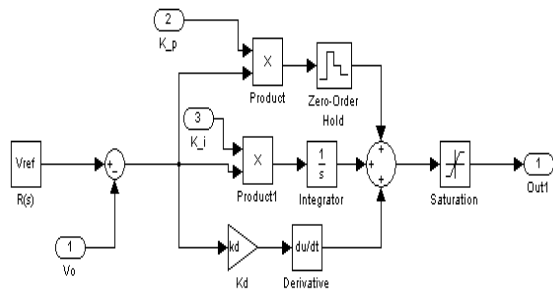 2
K_p
×
Product
Zero-Order
Hold
3
K_i
×
Product1
1
s
Integrator
+
+
+
Saturation
1
Out1
Vref
R(s)
+
−
1
Vo
kd
Kd
du/dt
Derivative